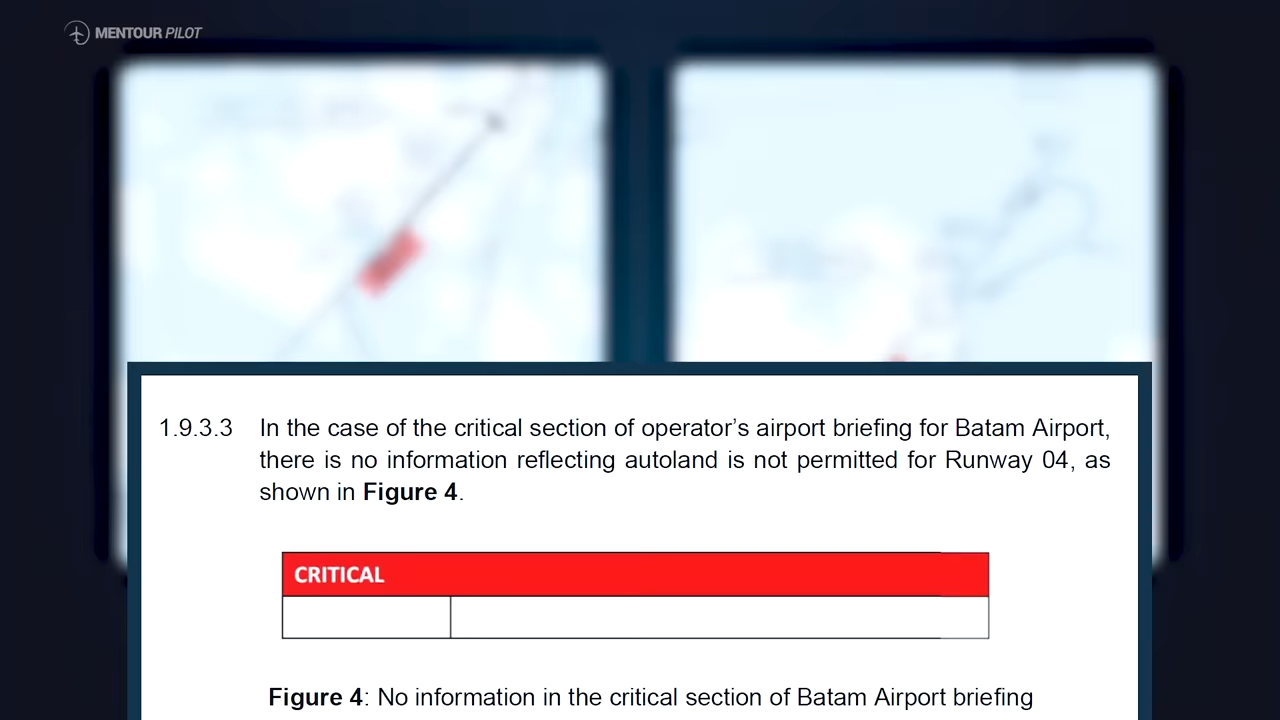 MENTOUR PILOT
1.9.3.3 In the case of the critical section of operator’s airport briefing for Batam Airport,
there is no information reflecting autoland is not permitted for Runway 04, as
shown in Figure 4.
CRITICAL
Figure 4: No information in the critical section of Batam Airport briefing